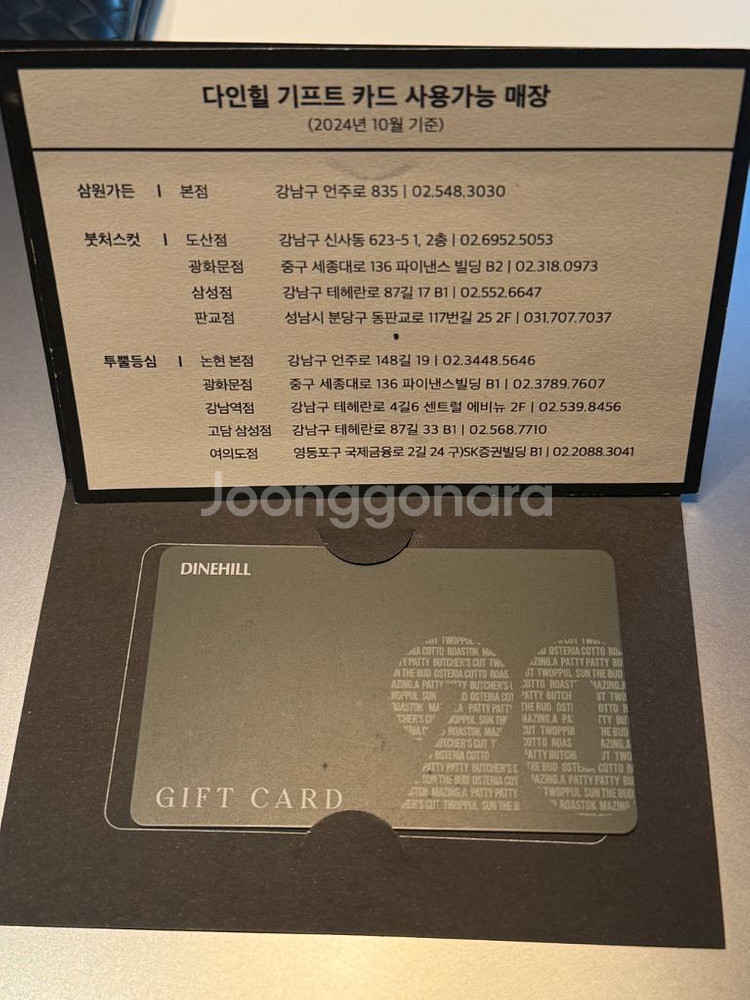 다인힐 기프트 카드 사용가능 매장
(2024년 10월 기준)
삼원가든 | 본점 강남구 언주로 835 | 02.548.3030
붓처스컷 | 도산점 강남구 신사동 623-5 1, 2층 | 02.6952.5053
광화문점 중구 세종대로 136 파이낸스 빌딩 B2 | 02.318.0973
삼성점 강남구 테헤란로 87길 17 B1 | 02.552.6647
판교점 성남시 분당구 동판교로 117번길 25 2F | 031.707.7037
투뿔등심 | 논현 본점 강남구 언주로 148길 19 | 02.3448.5646
광화문점 중구 세종대로 136 파이낸스빌딩 B1 | 02.3789.7607
강남역점 강남구 테헤란로 4길6 센트럴 에비뉴 2F | 02.539.8456
고담 삼성점 강남구 테헤란로 87길 33 B1 | 02.568.7710
여의도점 영등포구 국제금융로 2길 24 구)SK증권빌딩 B1 | 02.2088.3041
Joonggonara
DINEHILL
20
GIFT CARD